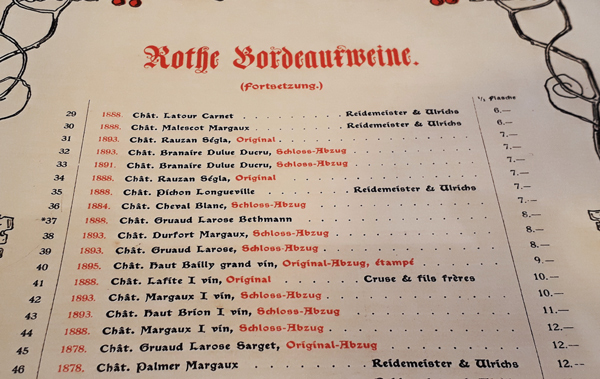 Rothe Bordeauxweine.
(Fortsetzung.)
1/1 Flasche
29 1888. Chât. Latour Carnet . . . . . . . . . . Reidemeister & Ulrichs 6.—
30 1888. Chât. Malescot Margaux . . . . . . . . Reidemeister & Ulrichs 6.—
31 1893. Chât. Rauzan Ségla, Original . . . . . . . . . . 7.—
32 1893. Chât. Branaire Dulue Ducru, Schloss-Abzug . . . . . . . . 7.—
33 1891. Chât. Branaire Dulue Ducru, Schloss-Abzug . . . . . . . . 7.—
34 1888. Chât. Rauzan Ségla, Original . . . . . . . . . . 7.—
35 1888. Chât. Pichon Longueville . . . . . . . . Reidemeister & Ulrichs 7.—
36 1884. Chât. Cheval Blanc, Schloss-Abzug . . . . . . . . . . 7.—
*37 1888. Chât. Gruaud Larose Bethmann . . . . . . . . . . 8.—
38 1893. Chât. Durfort Margaux, Schloss-Abzug . . . . . . . . . . 8.—
39 1893. Chât. Gruaud Larose, Schloss-Abzug . . . . . . . . . . 8.—
40 1895. Chât. Haut Bailly grand vin, Original-Abzug, étampé . . . . . . 9.—
41 1888. Chât. Lafite I vin, Original . . . . . . . . Cruse & fils frères 10.—
42 1893. Chât. Margaux I vin, Schloss-Abzug . . . . . . . . . . 10.—
43 1893. Chât. Haut Brion I vin, Schloss-Abzug . . . . . . . . . . 11.—
44 1888. Chât. Margaux I vin, Schloss-Abzug . . . . . . . . . . 12.—
45 1878. Chât. Gruaud Larose Sarget, Original-Abzug . . . . . . . . 12.—
46 1878. Chât. Palmer Margaux . . . . . . . . Reidemeister & Ulrichs 12.—